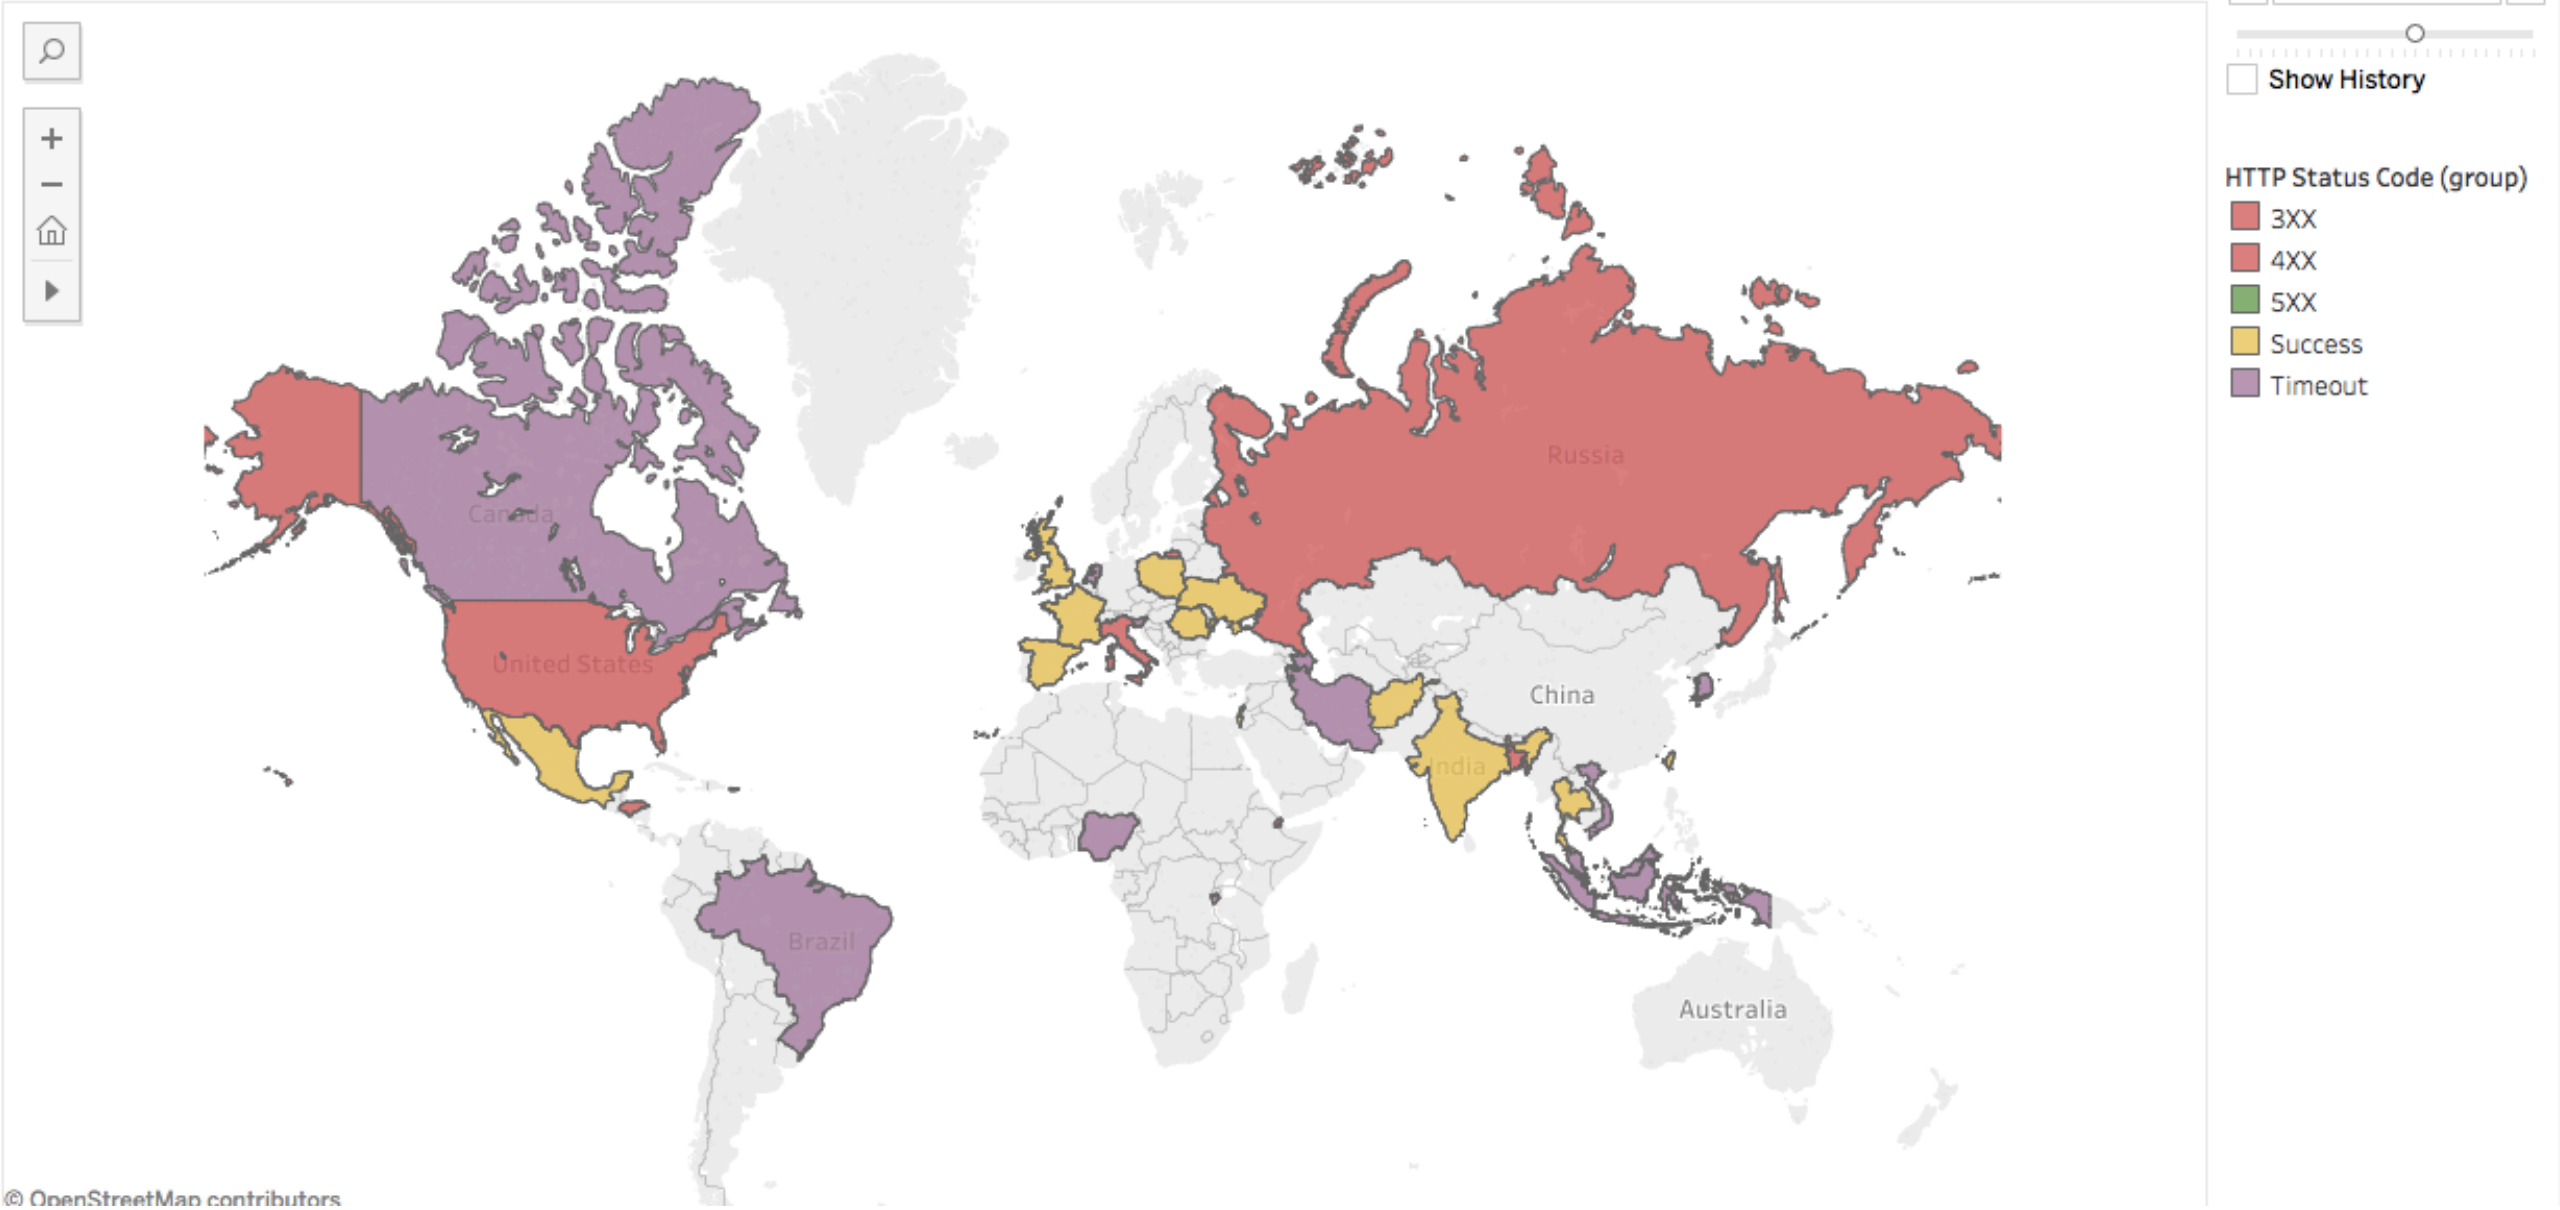 Show History
HTTP Status Code (group)
3XX
4XX
5XX
Success
Timeout
Russia
Canada
United States
China
India
Brazil
Australia
© OpenStreetMap contributors